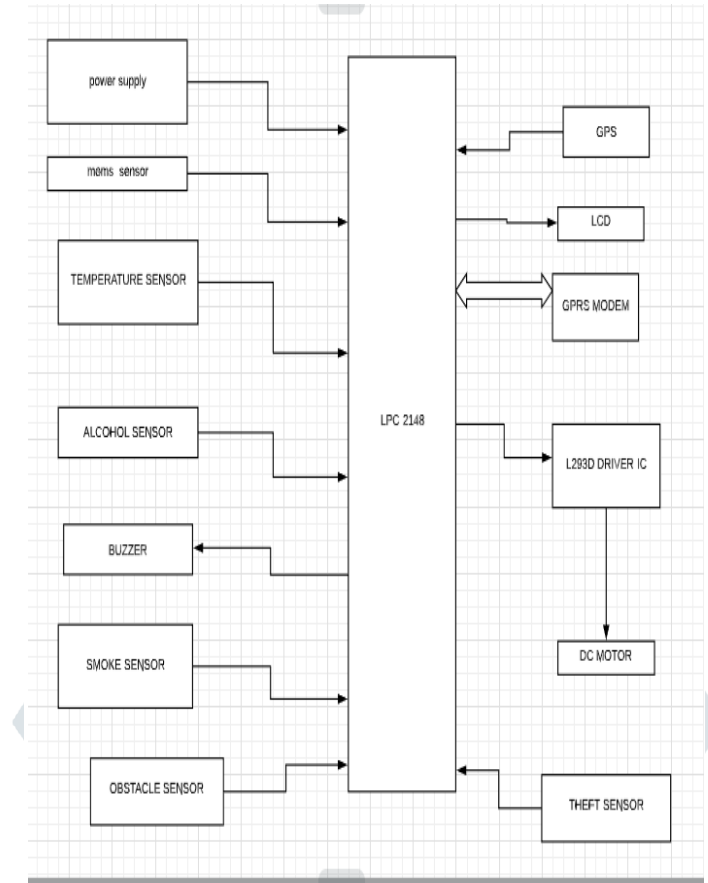 power supply
moms sensor
TEMPERATURE SENSOR
ALCOHOL SENSOR
BUZZER
SMOKE SENSOR
OBSTACLE SENSOR
LPC 2148
GPS
LCD
GPRS MODEM
L293D DRIVER IC
DC MOTOR
THEFT SENSOR